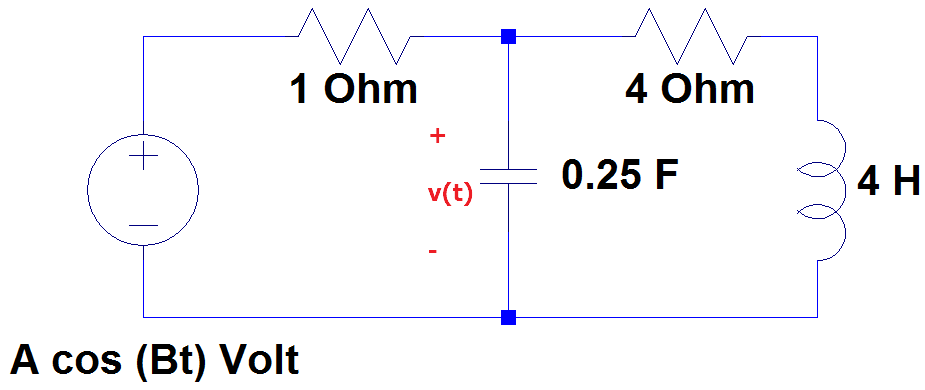 1 Ohm
4 Ohm
+
v(t)
-
0.25 F
4 H
A cos (Bt) Volt